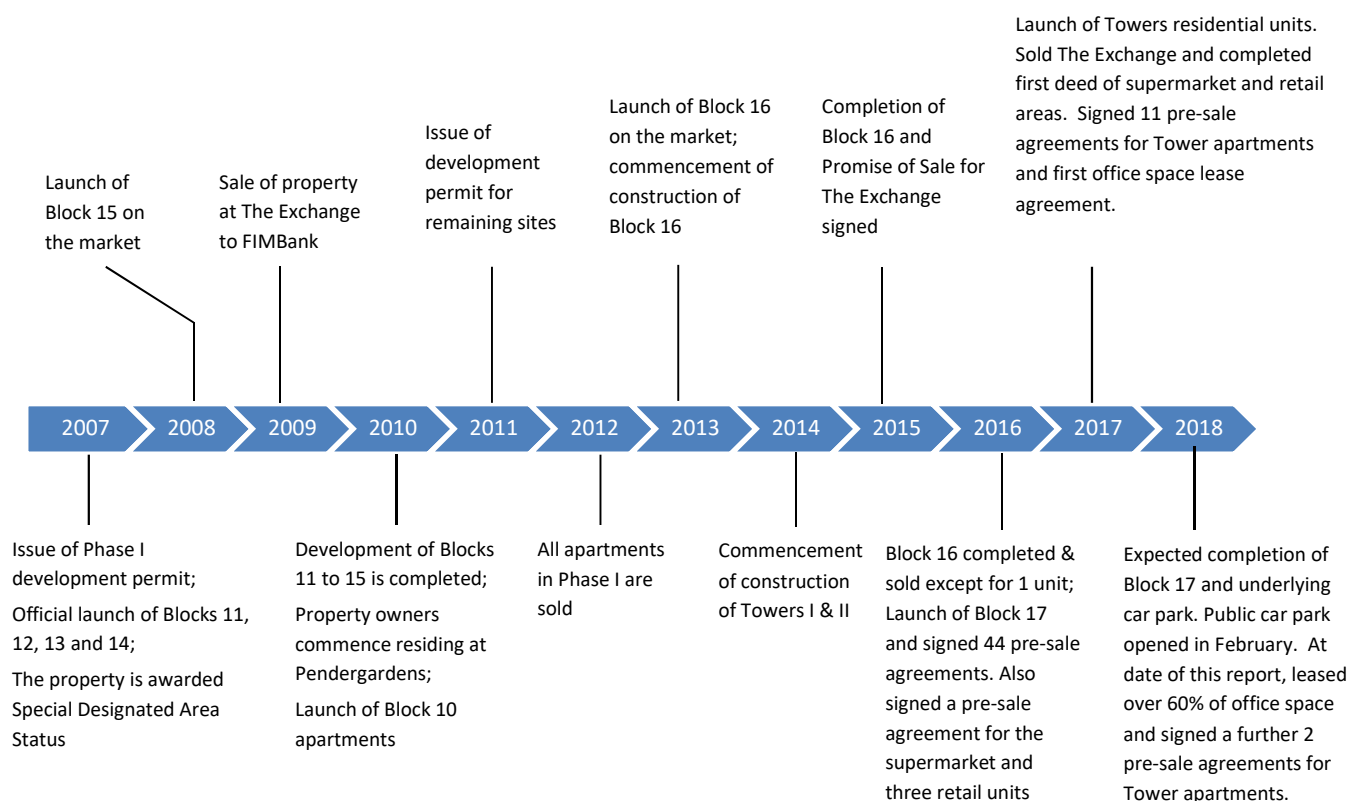 Launch of
Block 15 on
the market
Sale of property
at The Exchange
to FIMBank
Issue of
development
permit for
remaining sites
Launch of Block 16
on the market;
commencement of
construction of
Block 16
Completion of
Block 16 and
Promise of Sale for
The Exchange
signed
Launch of Towers residential units.
Sold The Exchange and completed
first deed of supermarket and retail
areas.  Signed 11 pre-sale
agreements for Tower apartments
and first office space lease
agreement.
2007 2008 2009 2010 2011 2012 2013 2014 2015 2016 2017 2018
Issue of Phase I
development permit;
Official launch of Blocks 11,
12, 13 and 14;
The property is awarded
Special Designated Area
Status
Development of Blocks
11 to 15 is completed;
Property owners
commence residing at
Pendergardens;
Launch of Block 10
apartments
All apartments
in Phase I are
sold
Commencement
of construction
of Towers I & II
Block 16 completed &
sold except for 1 unit;
Launch of Block 17
and signed 44 pre-sale
agreements. Also
signed a pre-sale
agreement for the
supermarket and
three retail units
Expected completion of
Block 17 and underlying
car park. Public car park
opened in February.  At
date of this report, leased
over 60% of office space
and signed a further 2
pre-sale agreements for
Tower apartments.